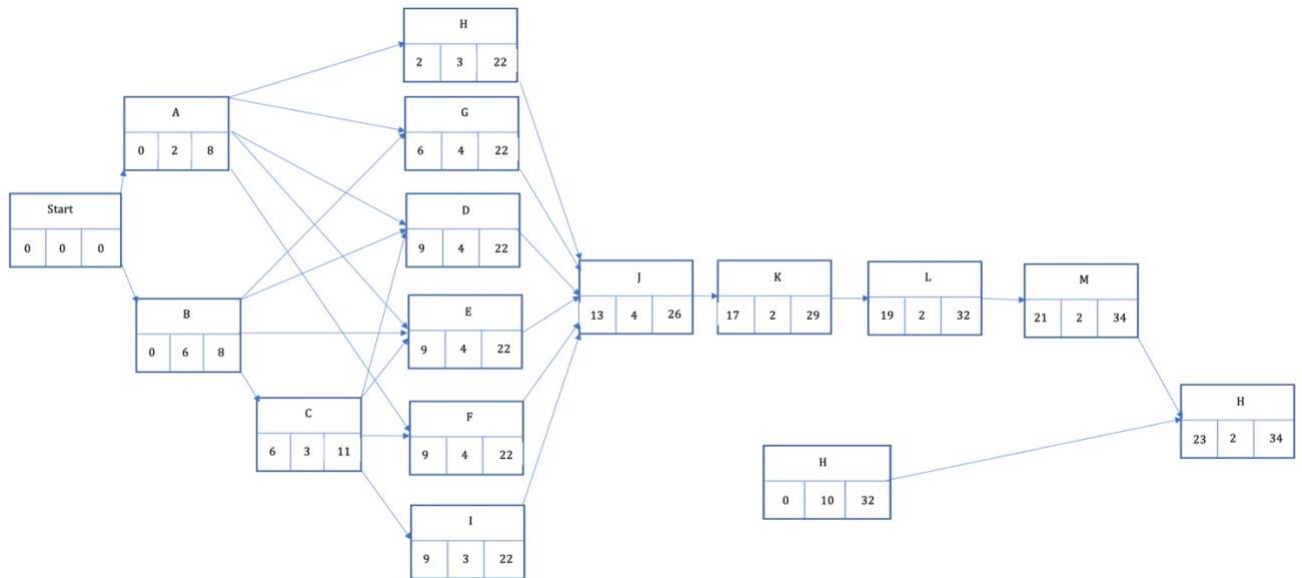 H
2 3 22
A
0 2 8
G
6 4 22
Start
0 0 0
D
9 4 22
B
0 6 8
E
9 4 22
J
13 4 26
K
17 2 29
L
19 2 32
M
21 2 34
C
6 3 11
F
9 4 22
H
23 2 34
H
0 10 32
I
9 3 22